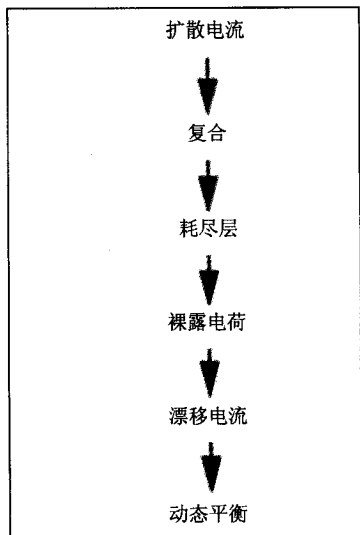 扩散电流
复合
耗尽层
裸露电荷
漂移电流
动态平衡